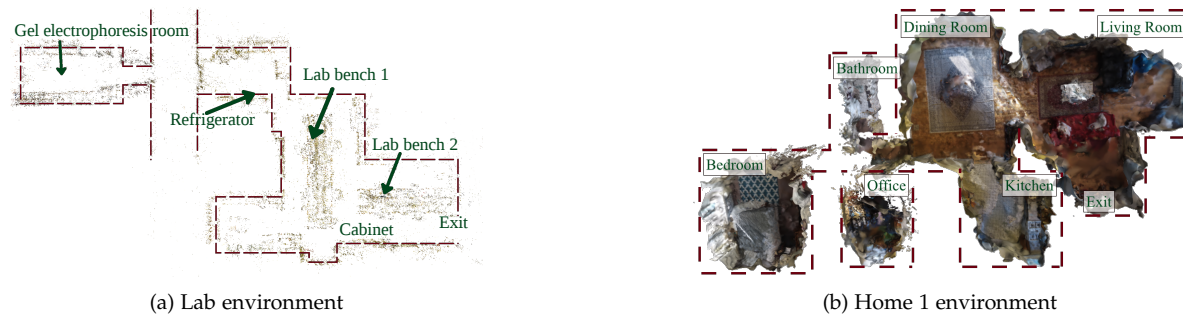 Gel electrophoresis room
Lab bench 1
Refrigerator
Lab bench 2
Exit
Cabinet
(a) Lab environment
Dining Room
Living Room
Bathroom
Bedroom
Office
Kitchen
Exit
(b) Home 1 environment